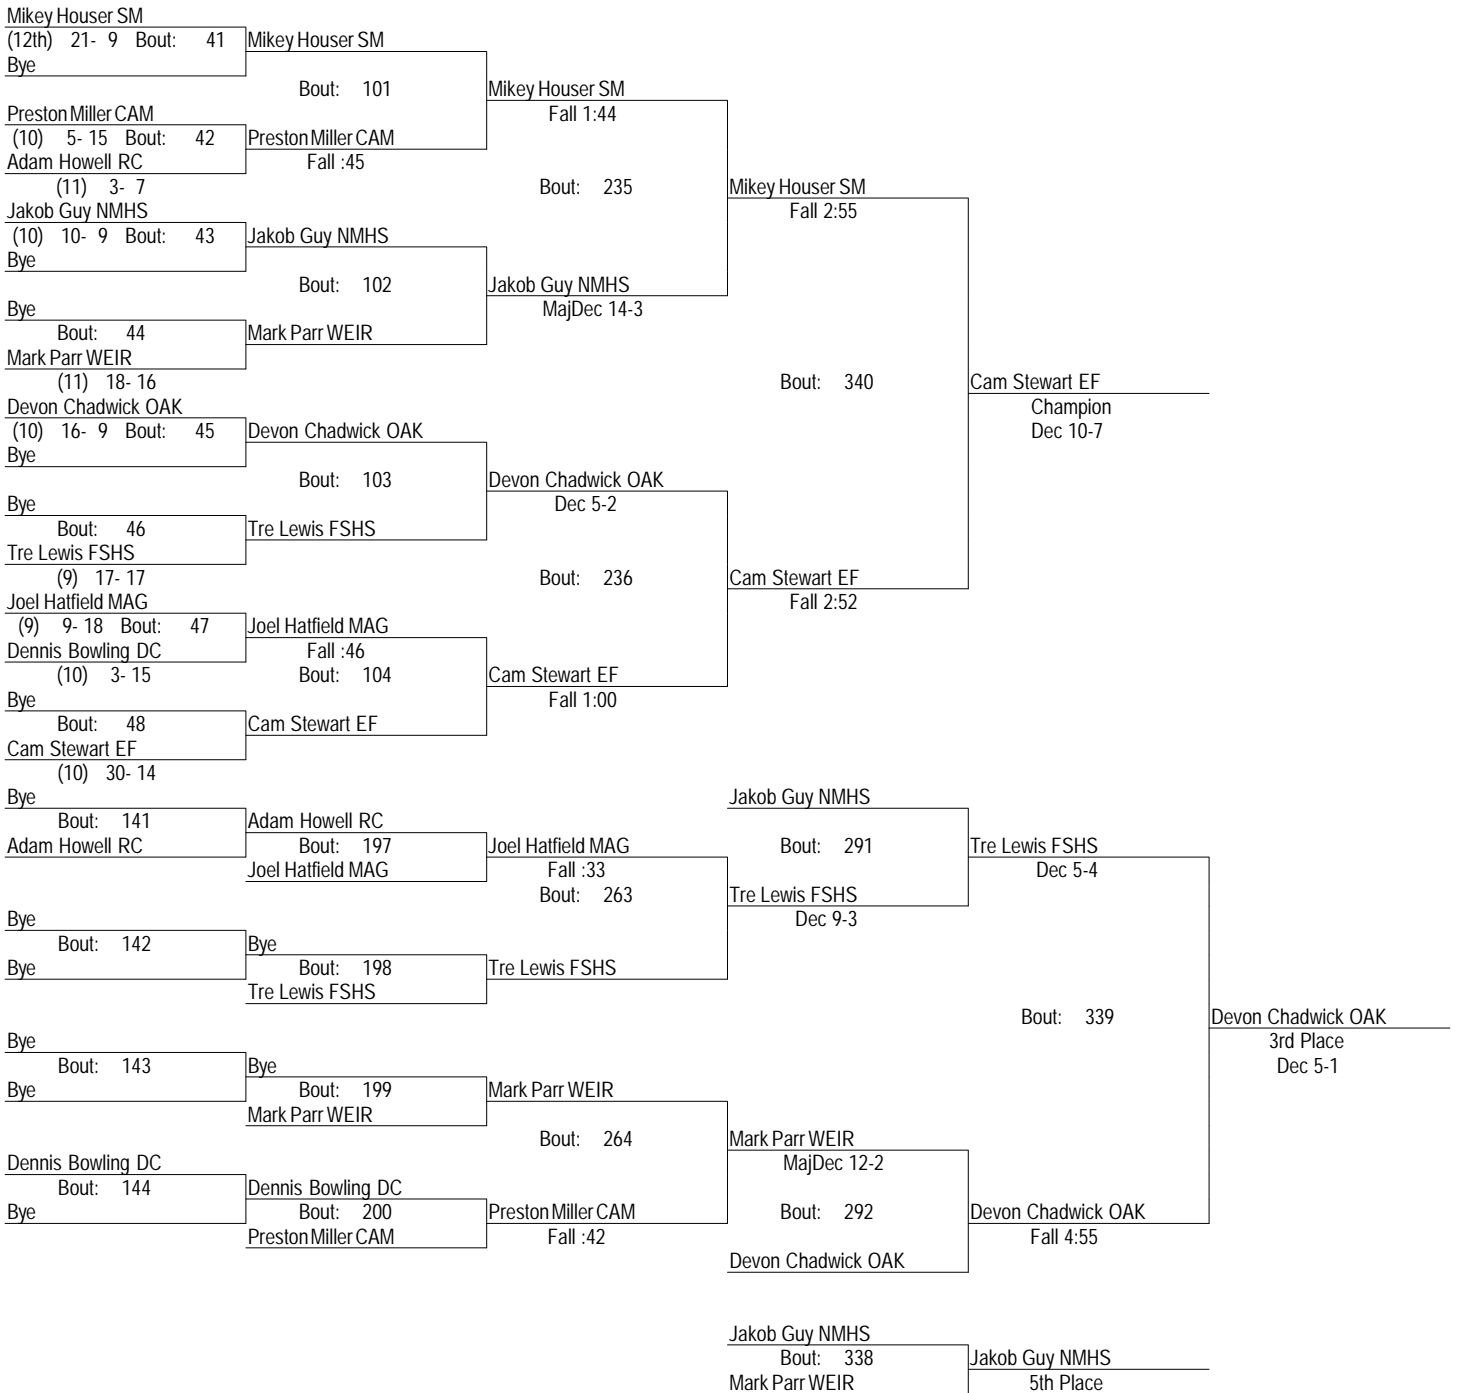 Mikey Houser SM
(12th) 21- 9 Bout: 41
Bye
Mikey Houser SM
Bout: 101
Mikey Houser SM
Fall 1:44
Preston Miller CAM
(10) 5- 15 Bout: 42
Adam Howell RC
(11) 3- 7
Preston Miller CAM
Fall :45
Bout: 235
Mikey Houser SM
Fall 2:55
Jakob Guy NMHS
(10) 10- 9 Bout: 43
Bye
Jakob Guy NMHS
Bout: 102
Jakob Guy NMHS
MajDec 14-3
Bye
Bout: 44
Mark Parr WEIR
(11) 18- 16
Mark Parr WEIR
Bout: 340
Cam Stewart EF
Champion
Dec 10-7
Devon Chadwick OAK
(10) 16- 9 Bout: 45
Bye
Devon Chadwick OAK
Bout: 103
Devon Chadwick OAK
Dec 5-2
Bye
Bout: 46
Tre Lewis FSHS
(9) 17- 17
Tre Lewis FSHS
Bout: 236
Cam Stewart EF
Fall 2:52
Joel Hatfield MAG
(9) 9- 18 Bout: 47
Dennis Bowling DC
(10) 3- 15
Joel Hatfield MAG
Fall :46
Bout: 104
Cam Stewart EF
Fall 1:00
Bye
Bout: 48
Cam Stewart EF
(10) 30- 14
Cam Stewart EF
Bye
Bout: 141
Adam Howell RC
Adam Howell RC
Bout: 197
Joel Hatfield MAG
Joel Hatfield MAG
Fall :33
Bout: 263
Jakob Guy NMHS
Bout: 291
Tre Lewis FSHS
Dec 9-3
Tre Lewis FSHS
Dec 5-4
Bye
Bout: 142
Bye
Bye
Bout: 198
Tre Lewis FSHS
Tre Lewis FSHS
Bout: 339
Devon Chadwick OAK
3rd Place
Dec 5-1
Bye
Bout: 143
Bye
Bye
Bout: 199
Mark Parr WEIR
Mark Parr WEIR
Bout: 264
Mark Parr WEIR
MajDec 12-2
Dennis Bowling DC
Bout: 144
Bye
Dennis Bowling DC
Bout: 200
Preston Miller CAM
Preston Miller CAM
Fall :42
Bout: 292
Devon Chadwick OAK
Devon Chadwick OAK
Fall 4:55
Jakob Guy NMHS
Bout: 338
Mark Parr WEIR
Jakob Guy NMHS
5th Place